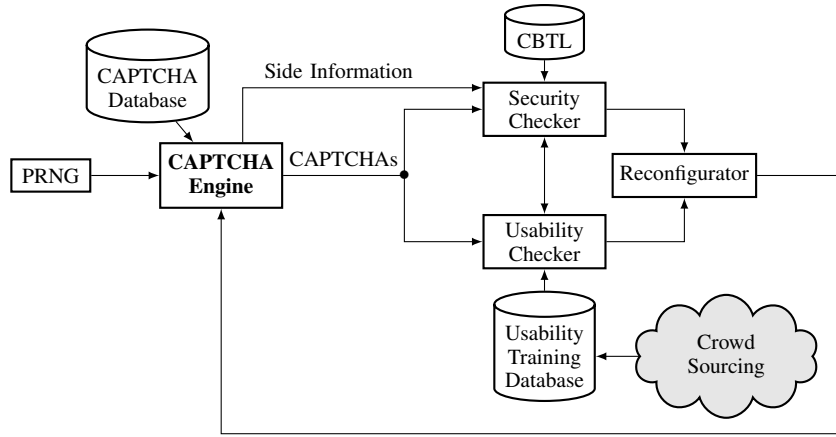 CBTL
CAPTCHA
Database
Side Information
Security
Checker
PRNG
CAPTCHA
Engine
CAPTCHAs
Reconfigurator
Usability
Checker
Usability
Training
Database
Crowd
Sourcing